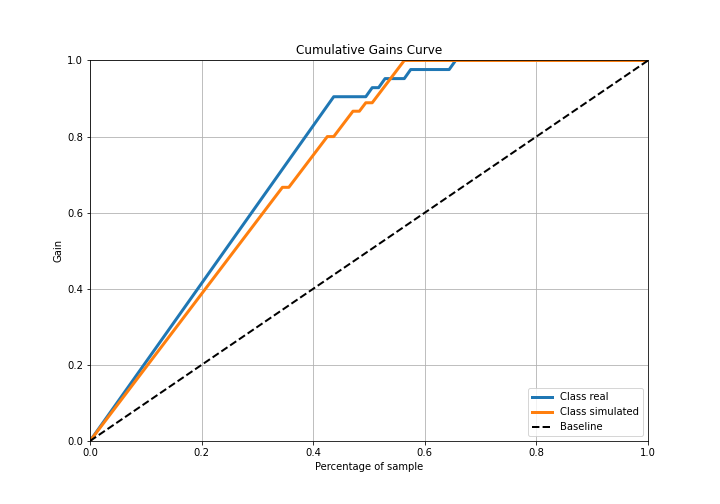 Cumulative Gains Curve
1.0
0.8
0.6
0.4
0.2
0.0
Gain
0.0 0.2 0.4 0.6 0.8 1.0
Percentage of sample
Class real
Class simulated
Baseline